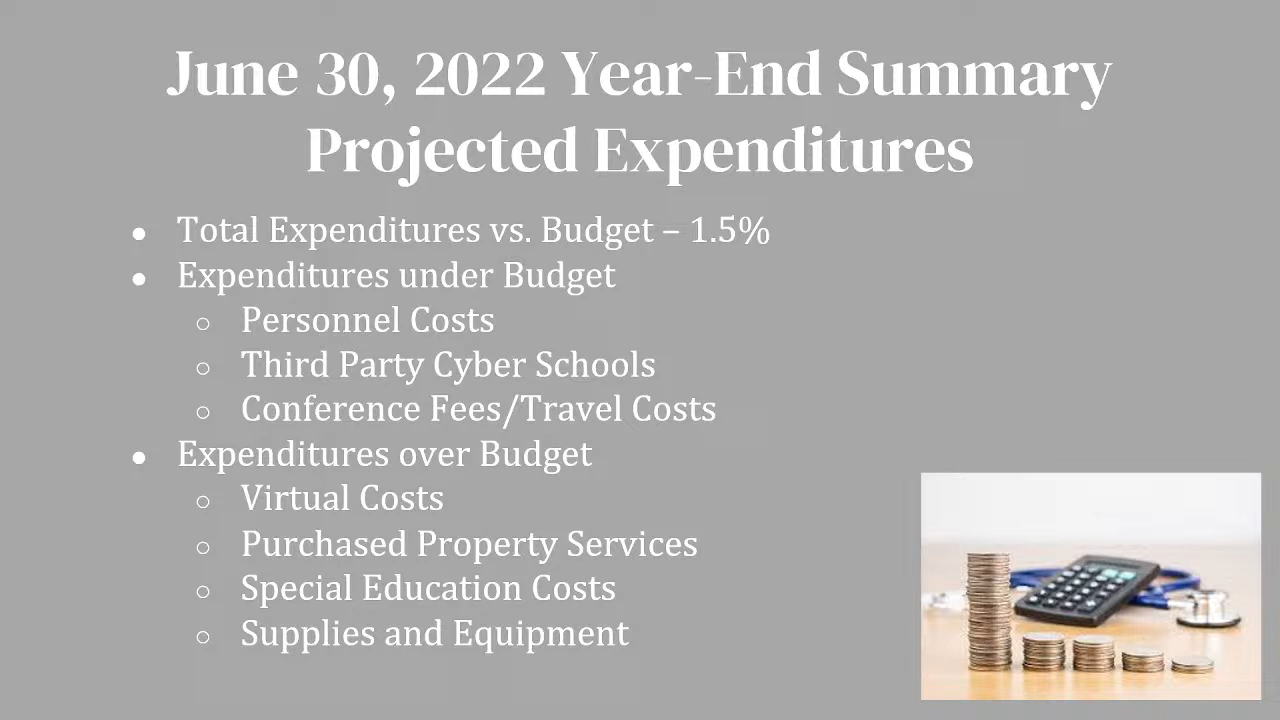 June 30, 2022 Year-End Summary
Projected Expenditures
● Total Expenditures vs. Budget – 1.5%
● Expenditures under Budget
○ Personnel Costs
○ Third Party Cyber Schools
○ Conference Fees/Travel Costs
● Expenditures over Budget
○ Virtual Costs
○ Purchased Property Services
○ Special Education Costs
○ Supplies and Equipment